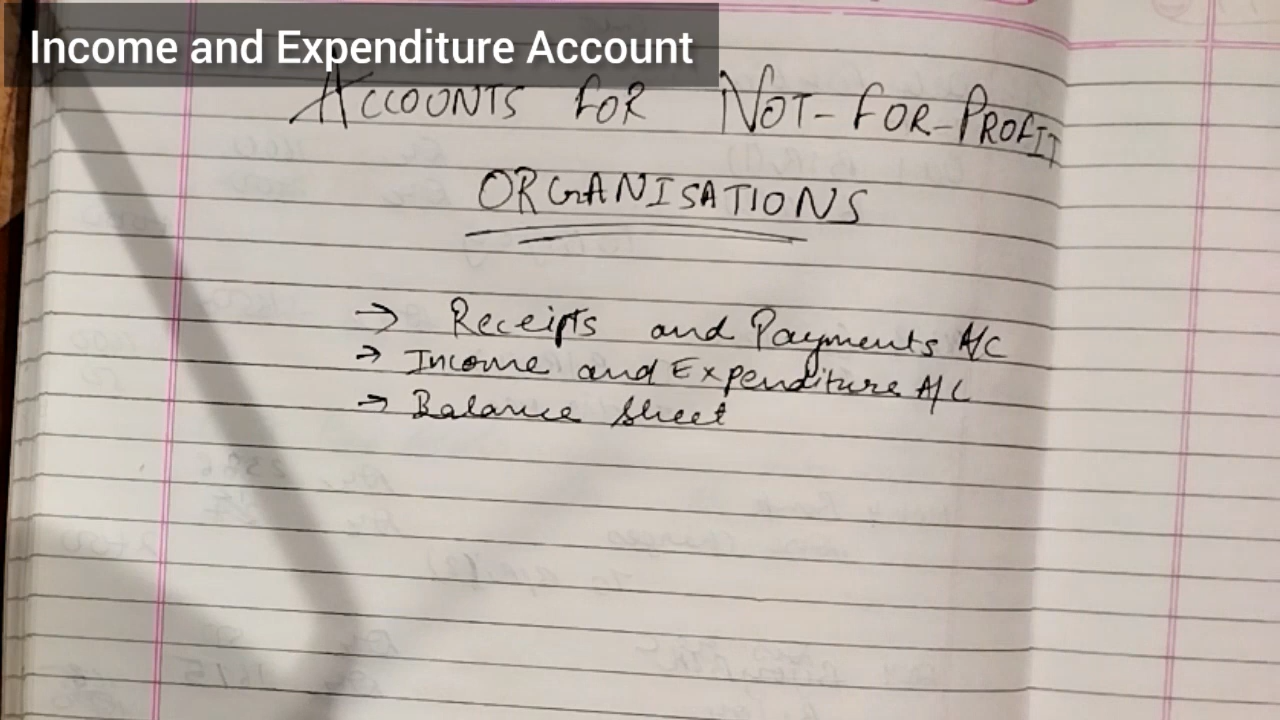 Income and Expenditure Account
ACCOUNTS FOR NOT-FOR-PROFIT
ORGANISATIONS
→ Receipts and Payments A/C
→ Income and Expenditure A/C
→ Balance Sheet